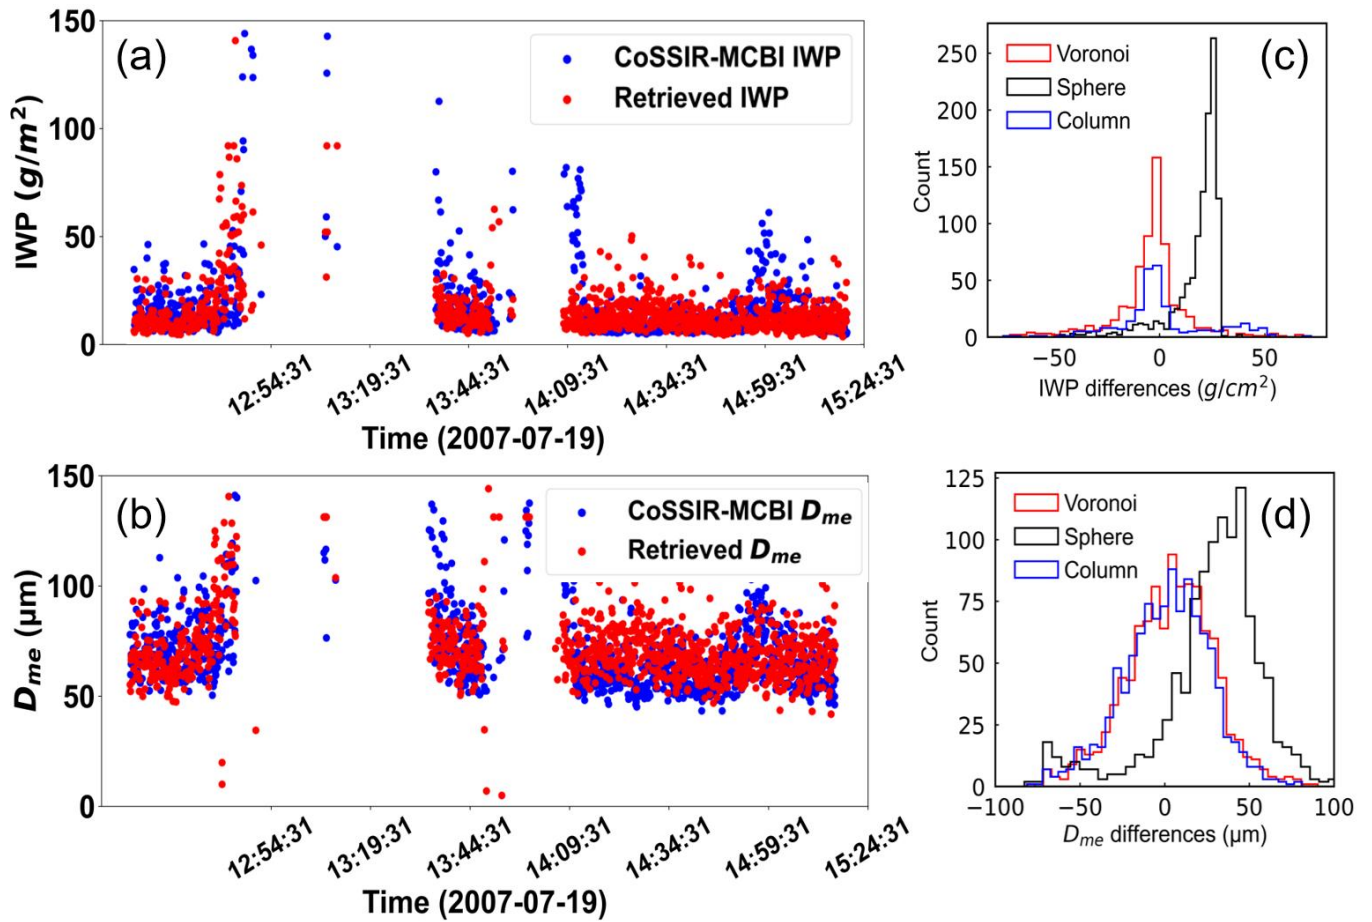 (a)
150
100
50
0
IWP (g/m²)
CoSSIR-MCBI IWP
Retrieved IWP
12:54:31
13:19:31
13:44:31
14:09:31
14:34:31
14:59:31
15:24:31
Time (2007-07-19)
(c)
250
200
150
100
50
0
Count
Voronoi
Sphere
Column
−50
0
50
IWP differences (g/cm²)
(b)
150
100
50
0
Dme (μm)
CoSSIR-MCBI Dme
Retrieved Dme
12:54:31
13:19:31
13:44:31
14:09:31
14:34:31
14:59:31
15:24:31
Time (2007-07-19)
(d)
125
100
75
50
25
0
Count
Voronoi
Sphere
Column
−100
−50
0
50
100
Dme differences (μm)